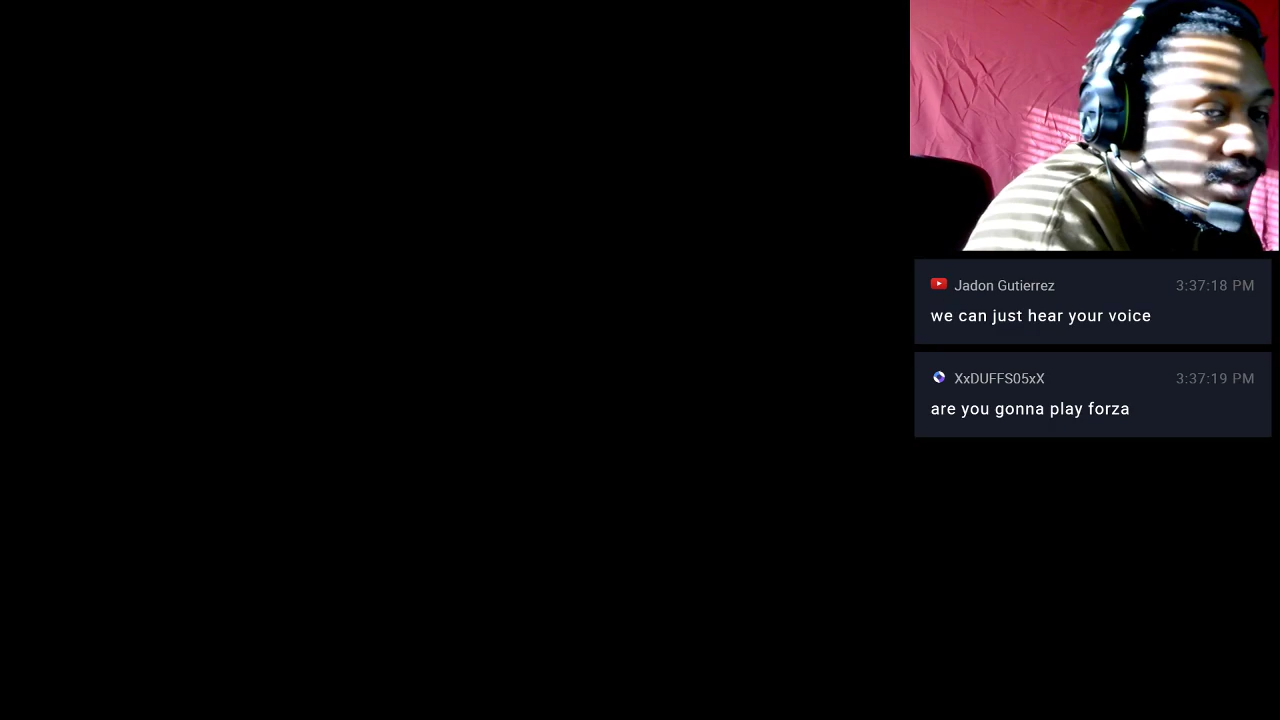 Jadon Gutierrez 3:37:18 PM
we can just hear your voice
XxDUFFS05xX 3:37:19 PM
are you gonna play forza